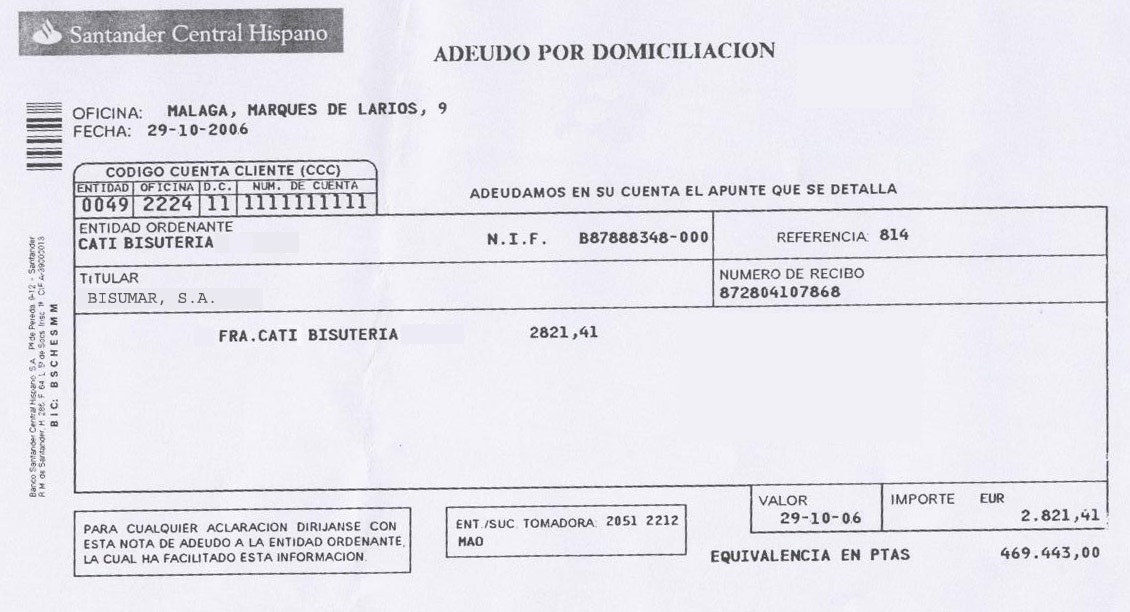 Santander Central Hispano
ADEUDO POR DOMICILIACION
OFICINA: MALAGA, MARQUES DE LARIOS, 9
FECHA: 29-10-2006
CODIGO CUENTA CLIENTE (CCC)
ENTIDAD OFICINA D.C. NUM. DE CUENTA
0049 2224 11 1111111111
ADEUDAMOS EN SU CUENTA EL APUNTE QUE SE DETALLA
ENTIDAD ORDENANTE
CATI BISUTERIA N.I.F. B87888348-000 REFERENCIA: 814
TITULAR
BISUMAR, S.A.
NUMERO DE RECIBO
872804107868
FRA.CATI BISUTERIA 2821,41
Banco Santander Central Hispano S.A. Pº de Pereda, 9-12 - Santander
R.M. de Santander, H 286, F 64 L 5º de Socs Insc 1ª CIF A-39000013
BIC: BSCHESMM
PARA CUALQUIER ACLARACION DIRIJANSE CON
ESTA NOTA DE ADEUDO A LA ENTIDAD ORDENANTE,
LA CUAL HA FACILITADO ESTA INFORMACION.
ENT./SUC. TOMADORA: 2051 2212
MAO
VALOR
29-10-06
IMPORTE EUR
2.821,41
EQUIVALENCIA EN PTAS 469.443,00